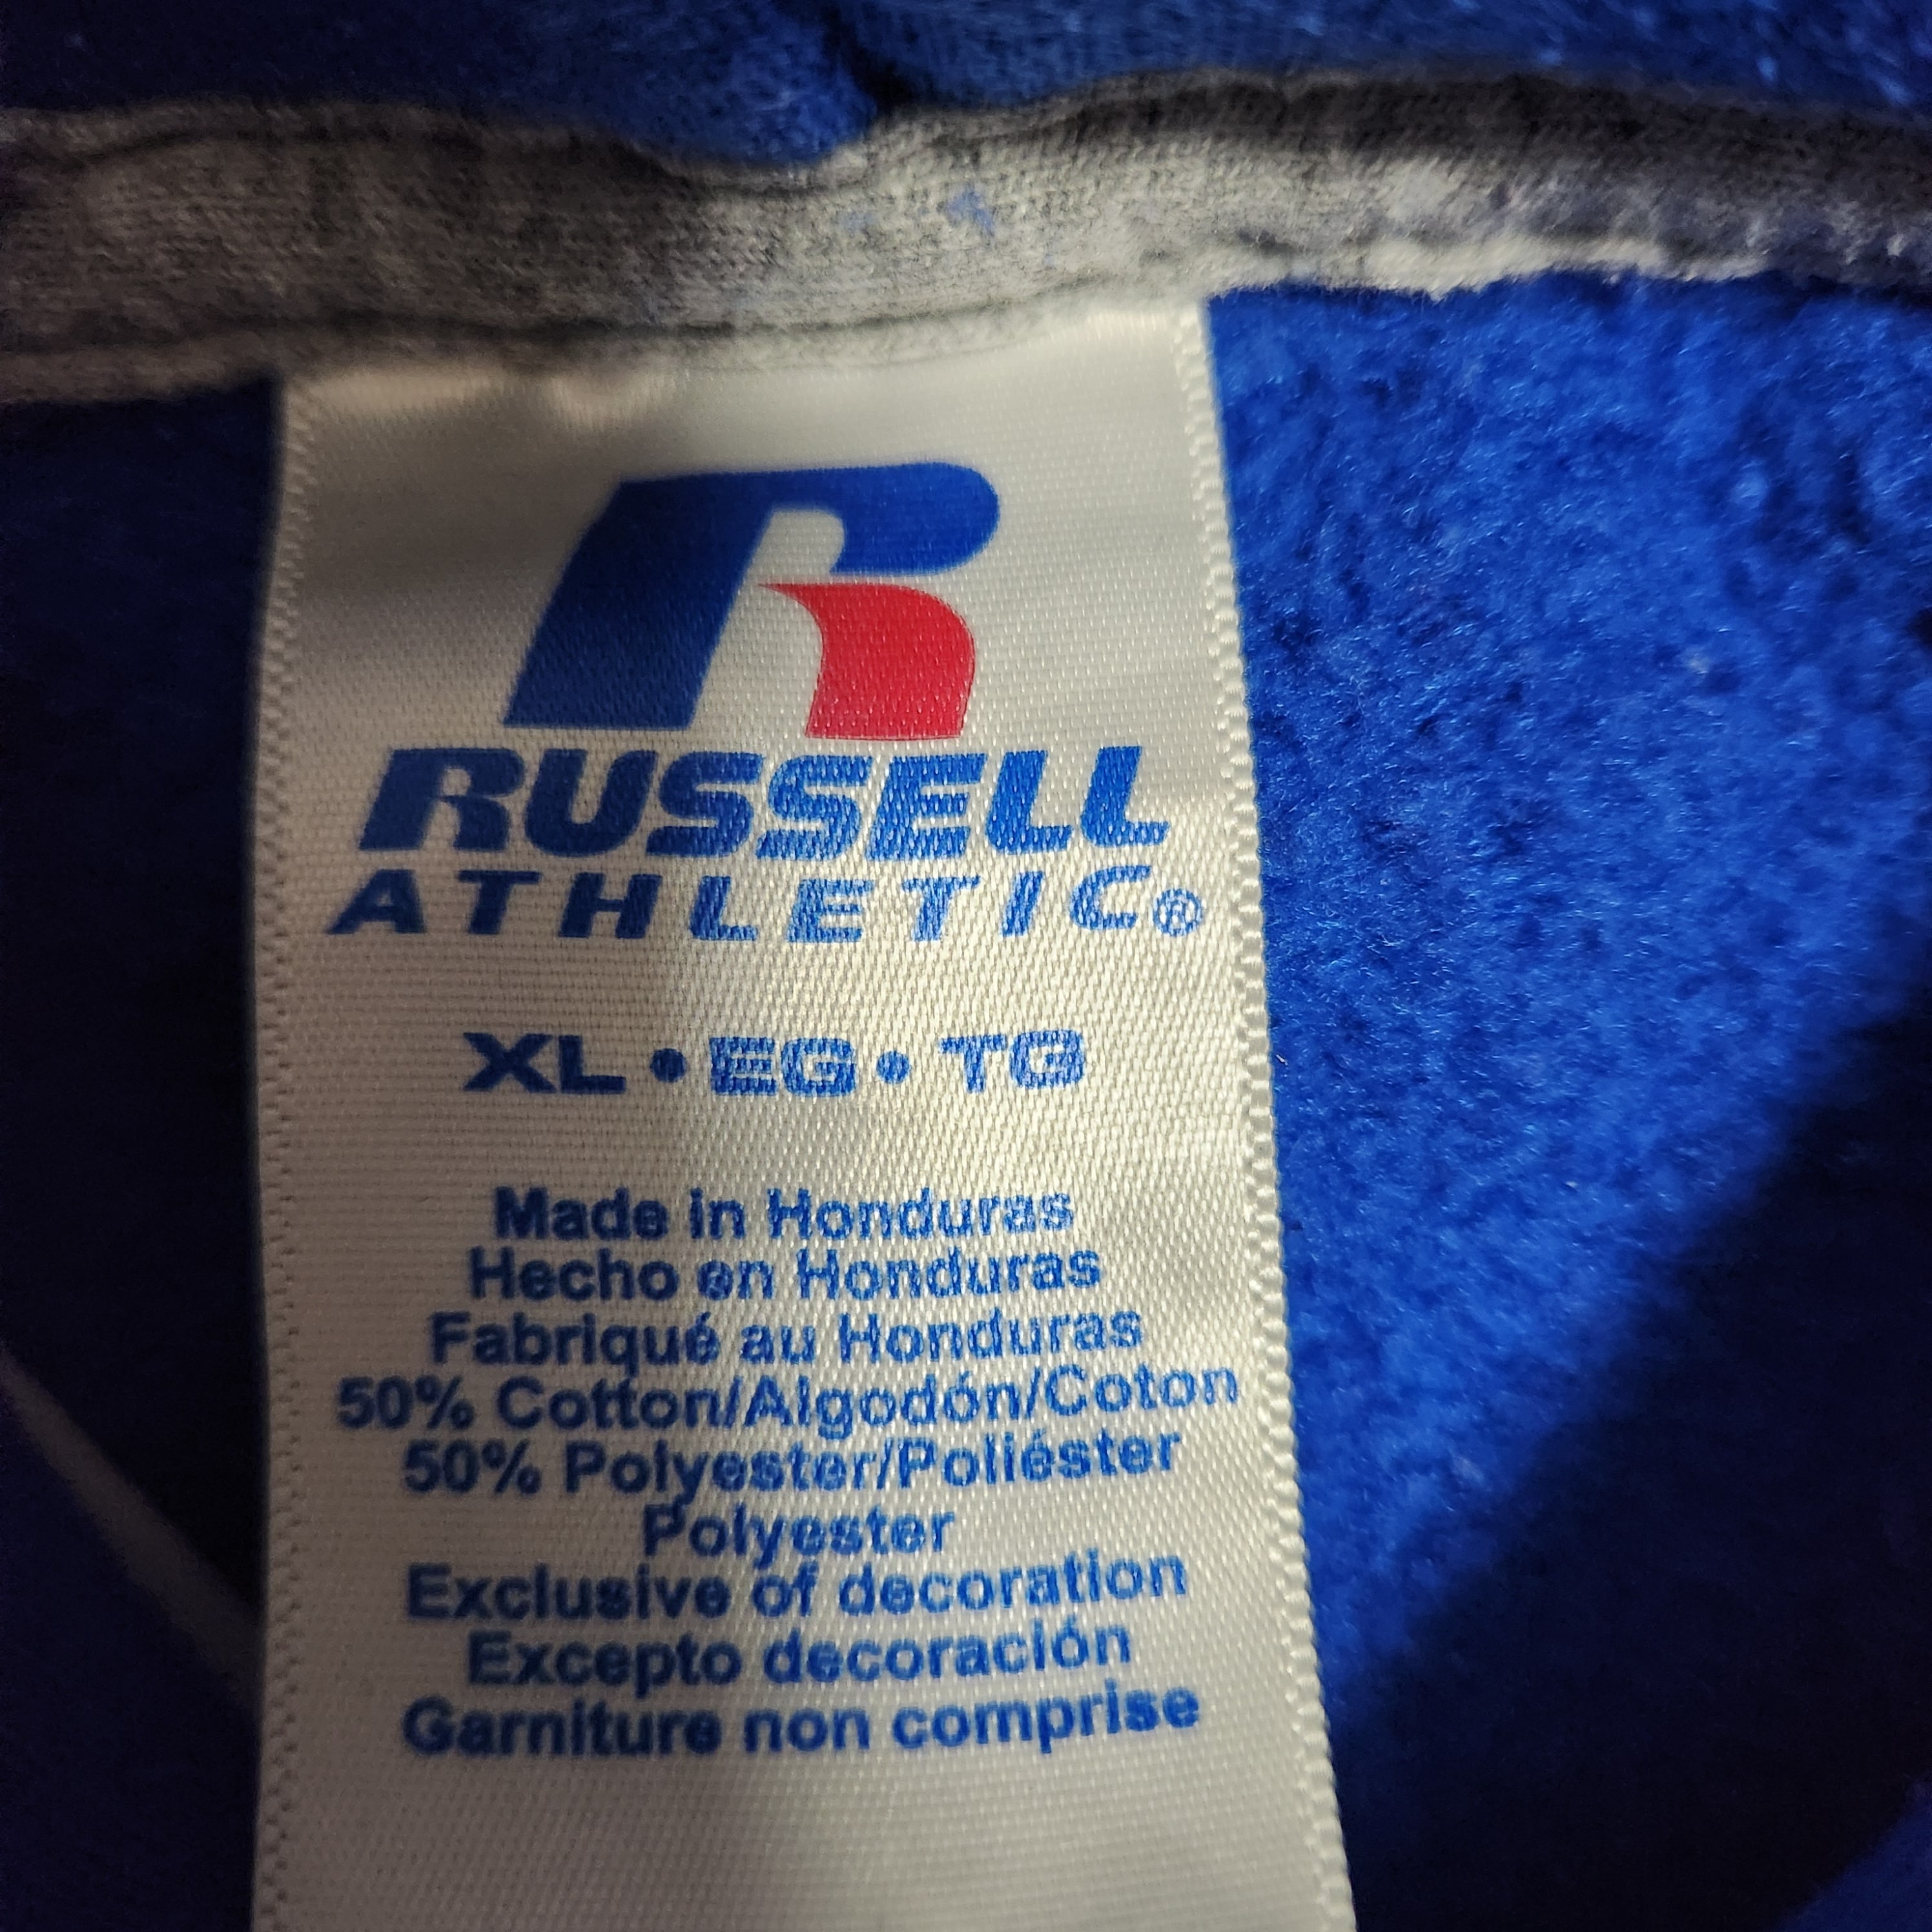 R
RUSSELL
ATHLETIC®
XL • EG • TG
Made in Honduras
Hecho en Honduras
Fabriqué au Honduras
50% Cotton/Algodón/Coton
50% Polyester/Poliéster
Polyester
Exclusive of decoration
Excepto decoración
Garniture non comprise